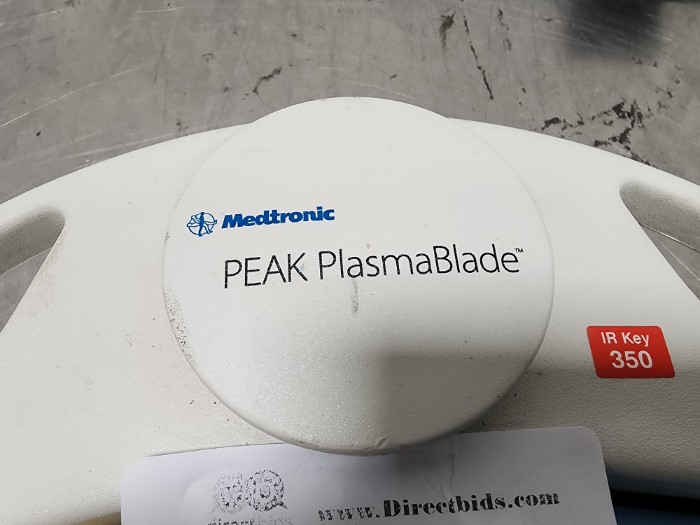 Medtronic
PEAK PlasmaBlade™
IR Key
350
www.Directbids.com